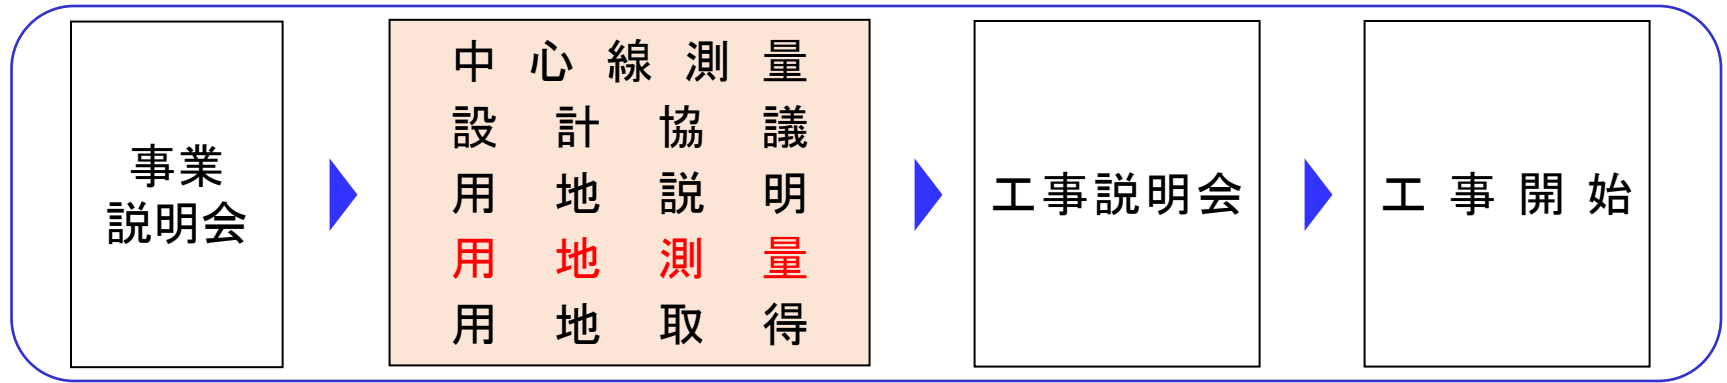 事業
説明会
中心線測量
設計協議
用地説明
用地測量
用地取得
工事説明会
工事開始